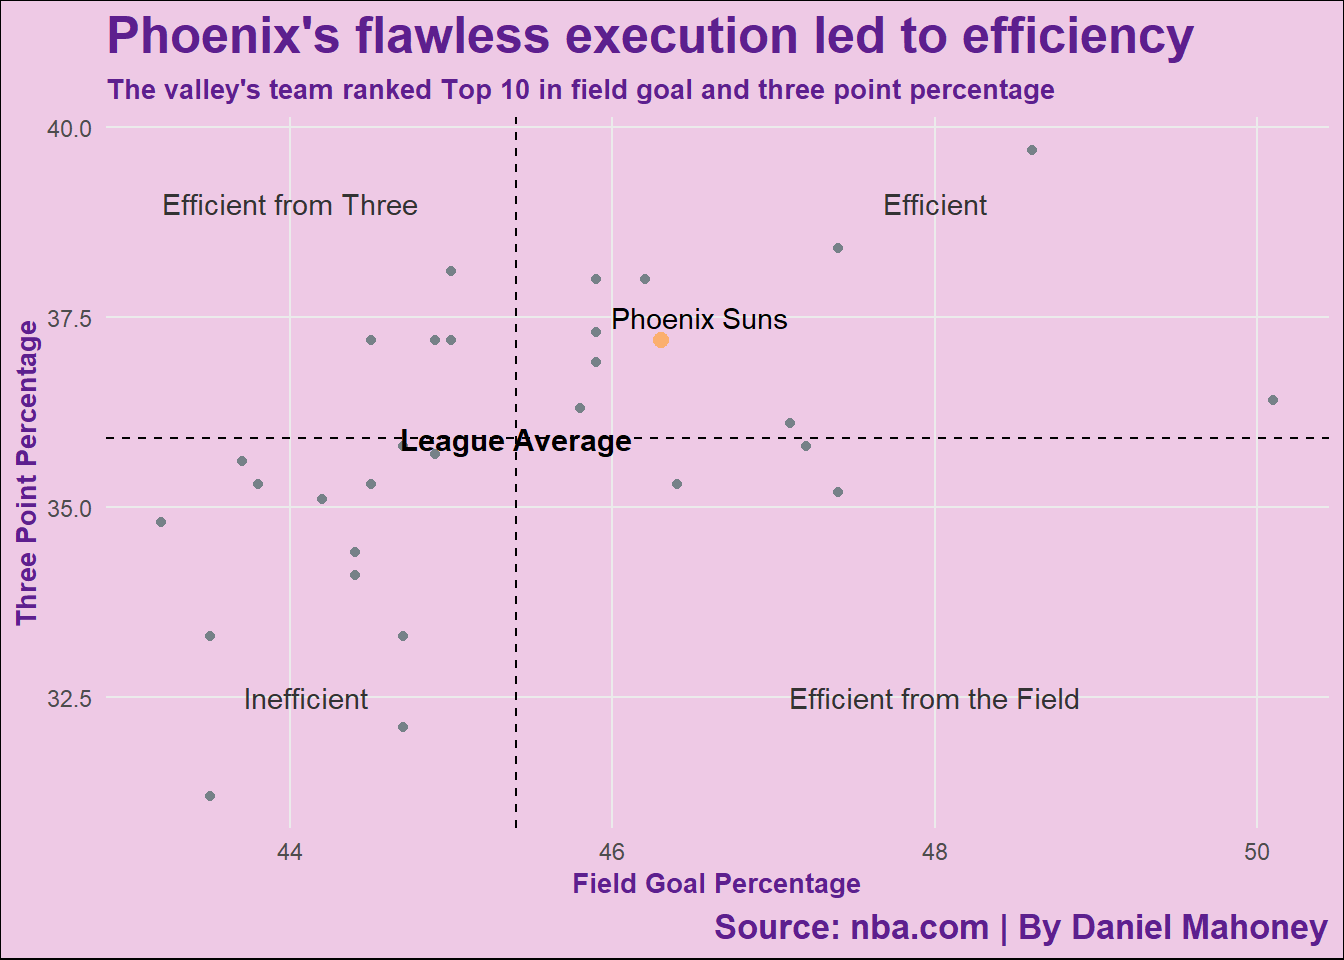 Phoenix's flawless execution led to efficiency
The valley's team ranked Top 10 in field goal and three point percentage
40.0
Efficient from Three
Efficient
Phoenix Suns
37.5
League Average
35.0
32.5
Inefficient
Efficient from the Field
Three Point Percentage
44
46
48
50
Field Goal Percentage
Source: nba.com | By Daniel Mahoney